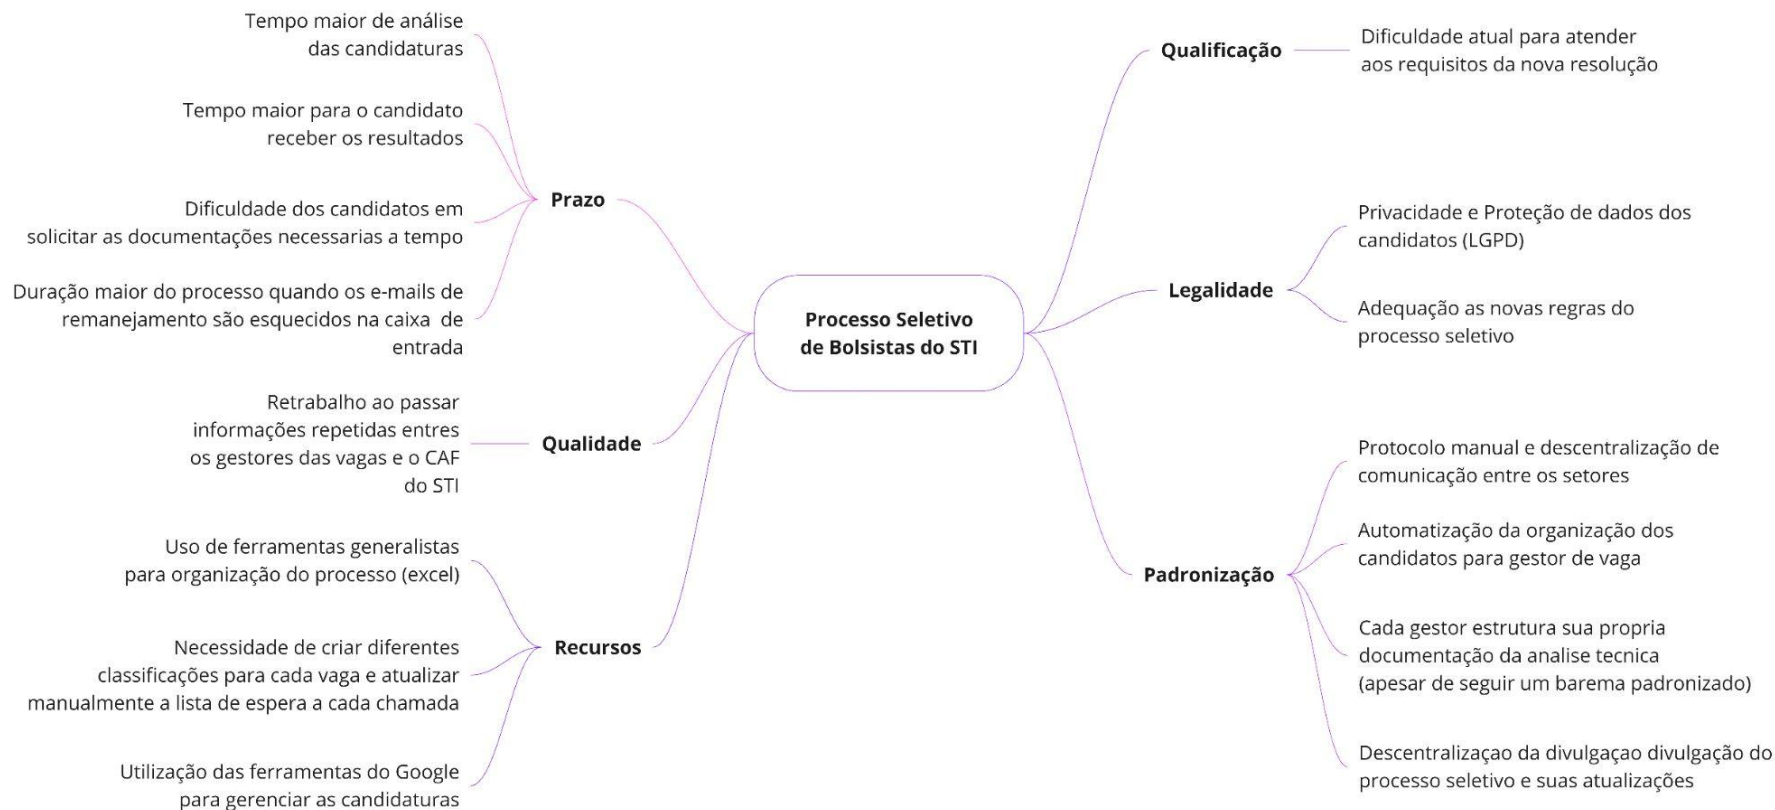 Tempo maior de análise
das candidaturas
Tempo maior para o candidato
receber os resultados
Dificuldade dos candidatos em
solicitar as documentações necessarias a tempo
Duração maior do processo quando os e-mails de
remanejamento são esquecidos na caixa de
entrada
Prazo
Retrabalho ao passar
informações repetidas entres
os gestores das vagas e o CAF
do STI
Qualidade
Uso de ferramentas generalistas
para organização do processo (excel)
Necessidade de criar diferentes
classificações para cada vaga e atualizar
manualmente a lista de espera a cada chamada
Utilização das ferramentas do Google
para gerenciar as candidaturas
Recursos
Processo Seletivo
de Bolsistas do STI
Qualificação
Dificuldade atual para atender
aos requisitos da nova resolução
Legalidade
Privacidade e Proteção de dados dos
candidatos (LGPD)
Adequação as novas regras do
processo seletivo
Padronização
Protocolo manual e descentralização de
comunicação entre os setores
Automatização da organização dos
candidatos para gestor de vaga
Cada gestor estrutura sua propria
documentação da analise tecnica
(apesar de seguir um barema padronizado)
Descentralizaçao da divulgaçao divulgação do
processo seletivo e suas atualizações